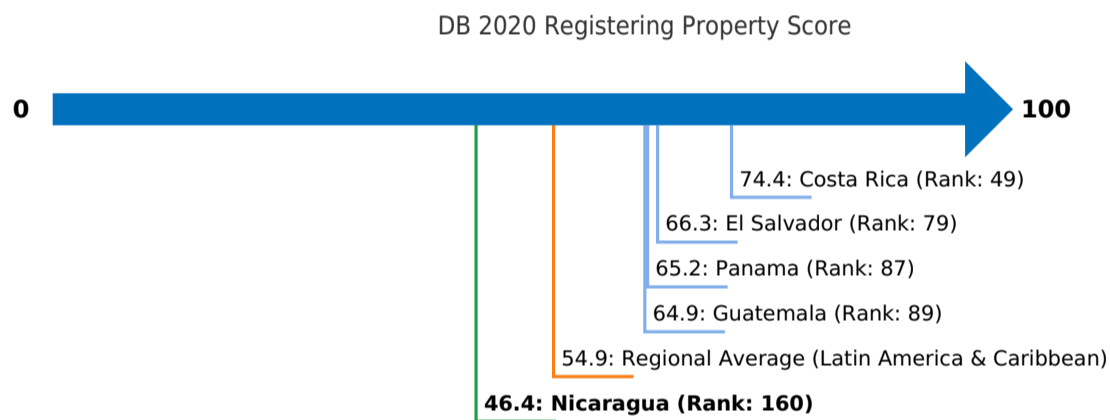 DB 2020 Registering Property Score
0
100
74.4: Costa Rica (Rank: 49)
66.3: El Salvador (Rank: 79)
65.2: Panama (Rank: 87)
64.9: Guatemala (Rank: 89)
54.9: Regional Average (Latin America & Caribbean)
46.4: Nicaragua (Rank: 160)